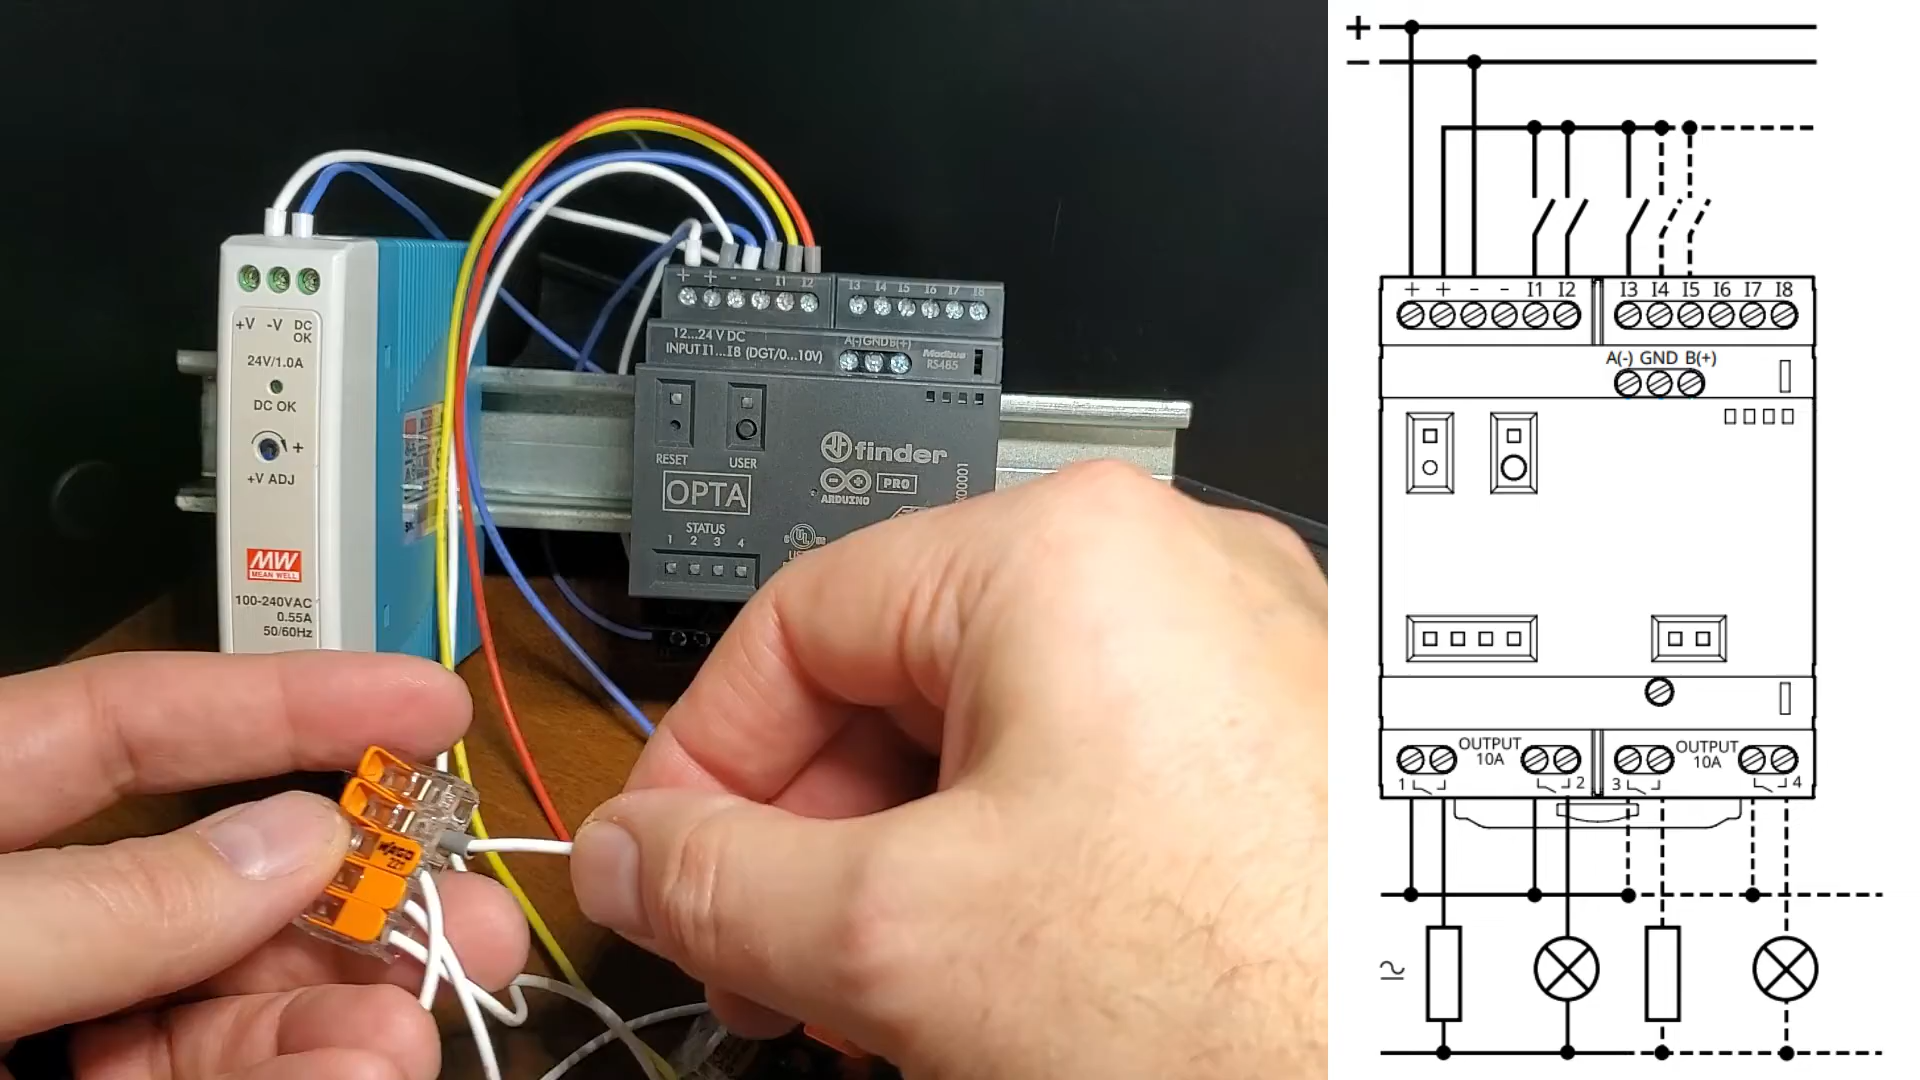 +V -V DC OK
24V/1.0A
DC OK
+
+V ADJ
MW
MEAN WELL
100-240VAC
0.55A
50/60Hz
+ + - - I1 I2
I3 I4 I5 I6 I7 I8
12...24 V DC
INPUT I1...I8 (DGT/0...10V)
A(-) GND B(+)
Modbus
RS485
RESET
USER
finder
ARDUINO
PRO
OPTA
STATUS
1 2 3 4
WAGO
221
+
−
+ + - - I1 I2 I3 I4 I5 I6 I7 I8
A(-) GND B(+)
OUTPUT
10A
OUTPUT
10A
1 2 3 4